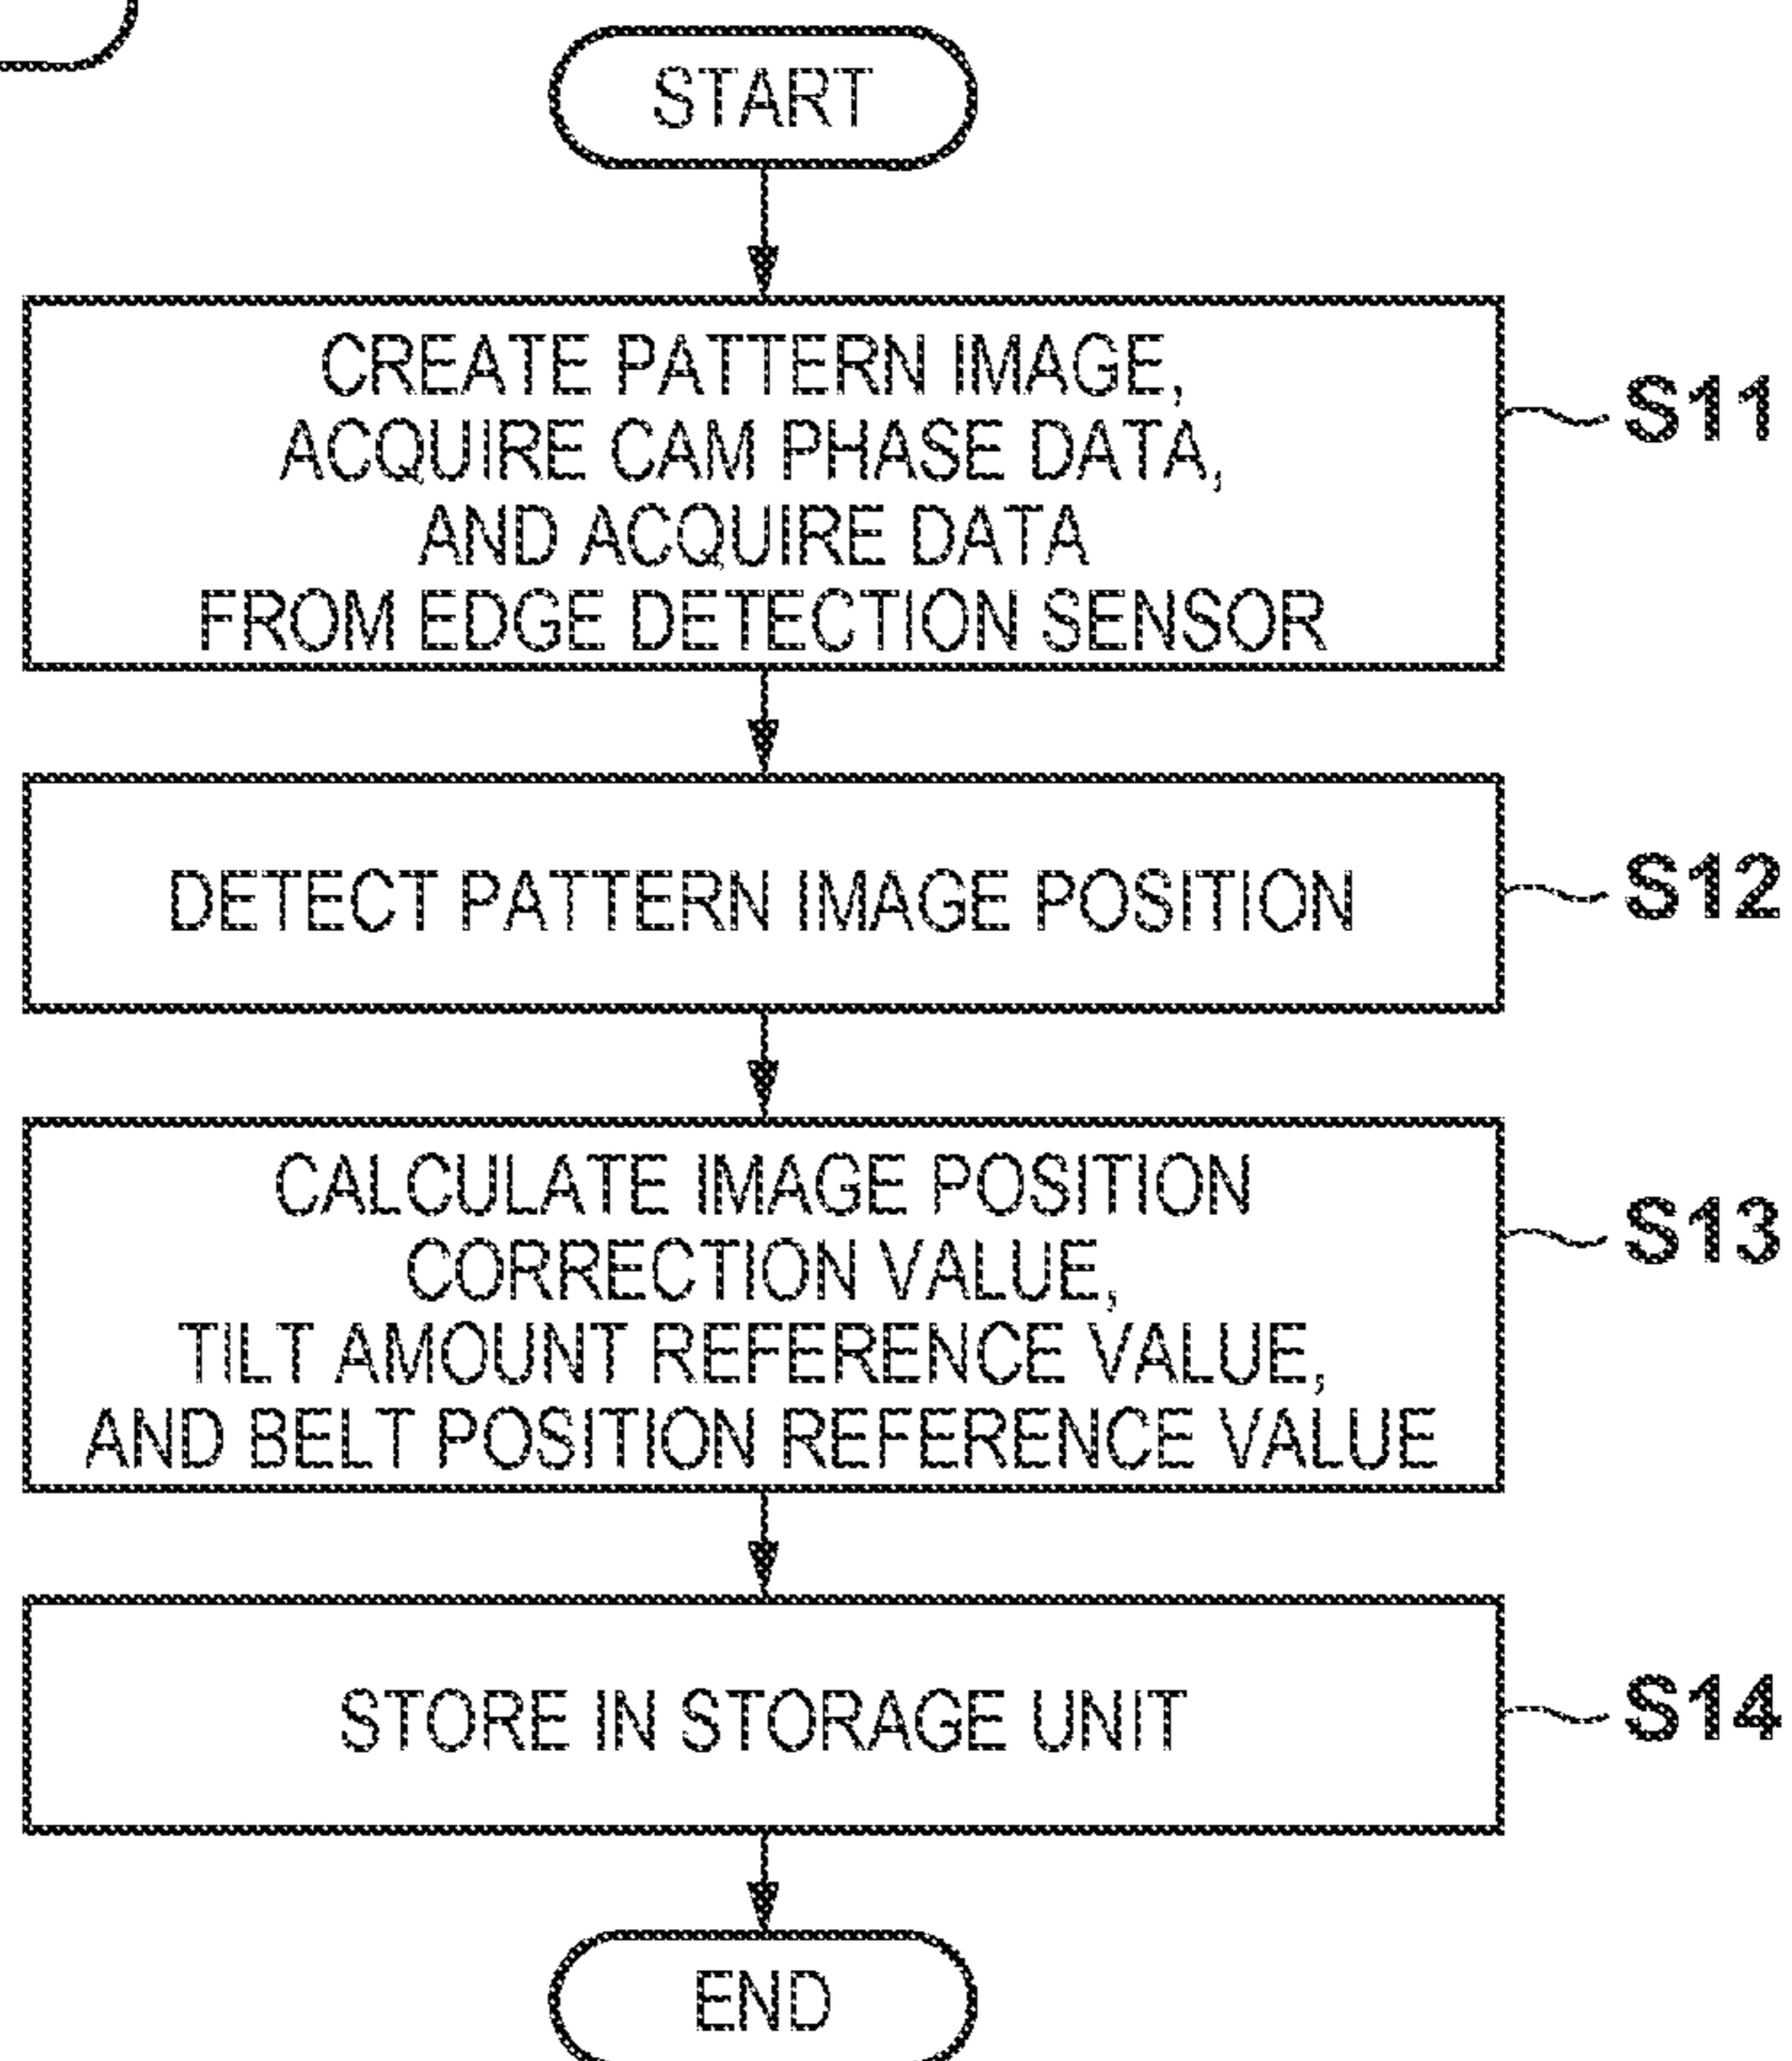 START
CREATE PATTERN IMAGE,
ACQUIRE CAM PHASE DATA,
AND ACQUIRE DATA
FROM EDGE DETECTION SENSOR
S11
DETECT PATTERN IMAGE POSITION
S12
CALCULATE IMAGE POSITION
CORRECTION VALUE,
TILT AMOUNT REFERENCE VALUE,
AND BELT POSITION REFERENCE VALUE
S13
STORE IN STORAGE UNIT
S14
END